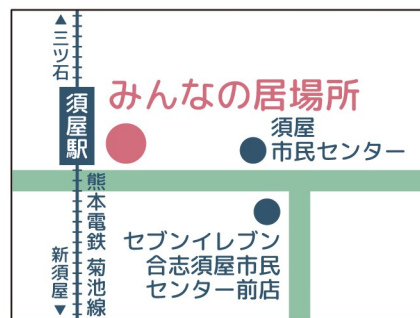 ▲三ツ石
須屋駅
みんなの居場所
須屋
市民センター
熊本電鉄 菊池線
新須屋▼
セブンイレブン
合志須屋市民
センター前店